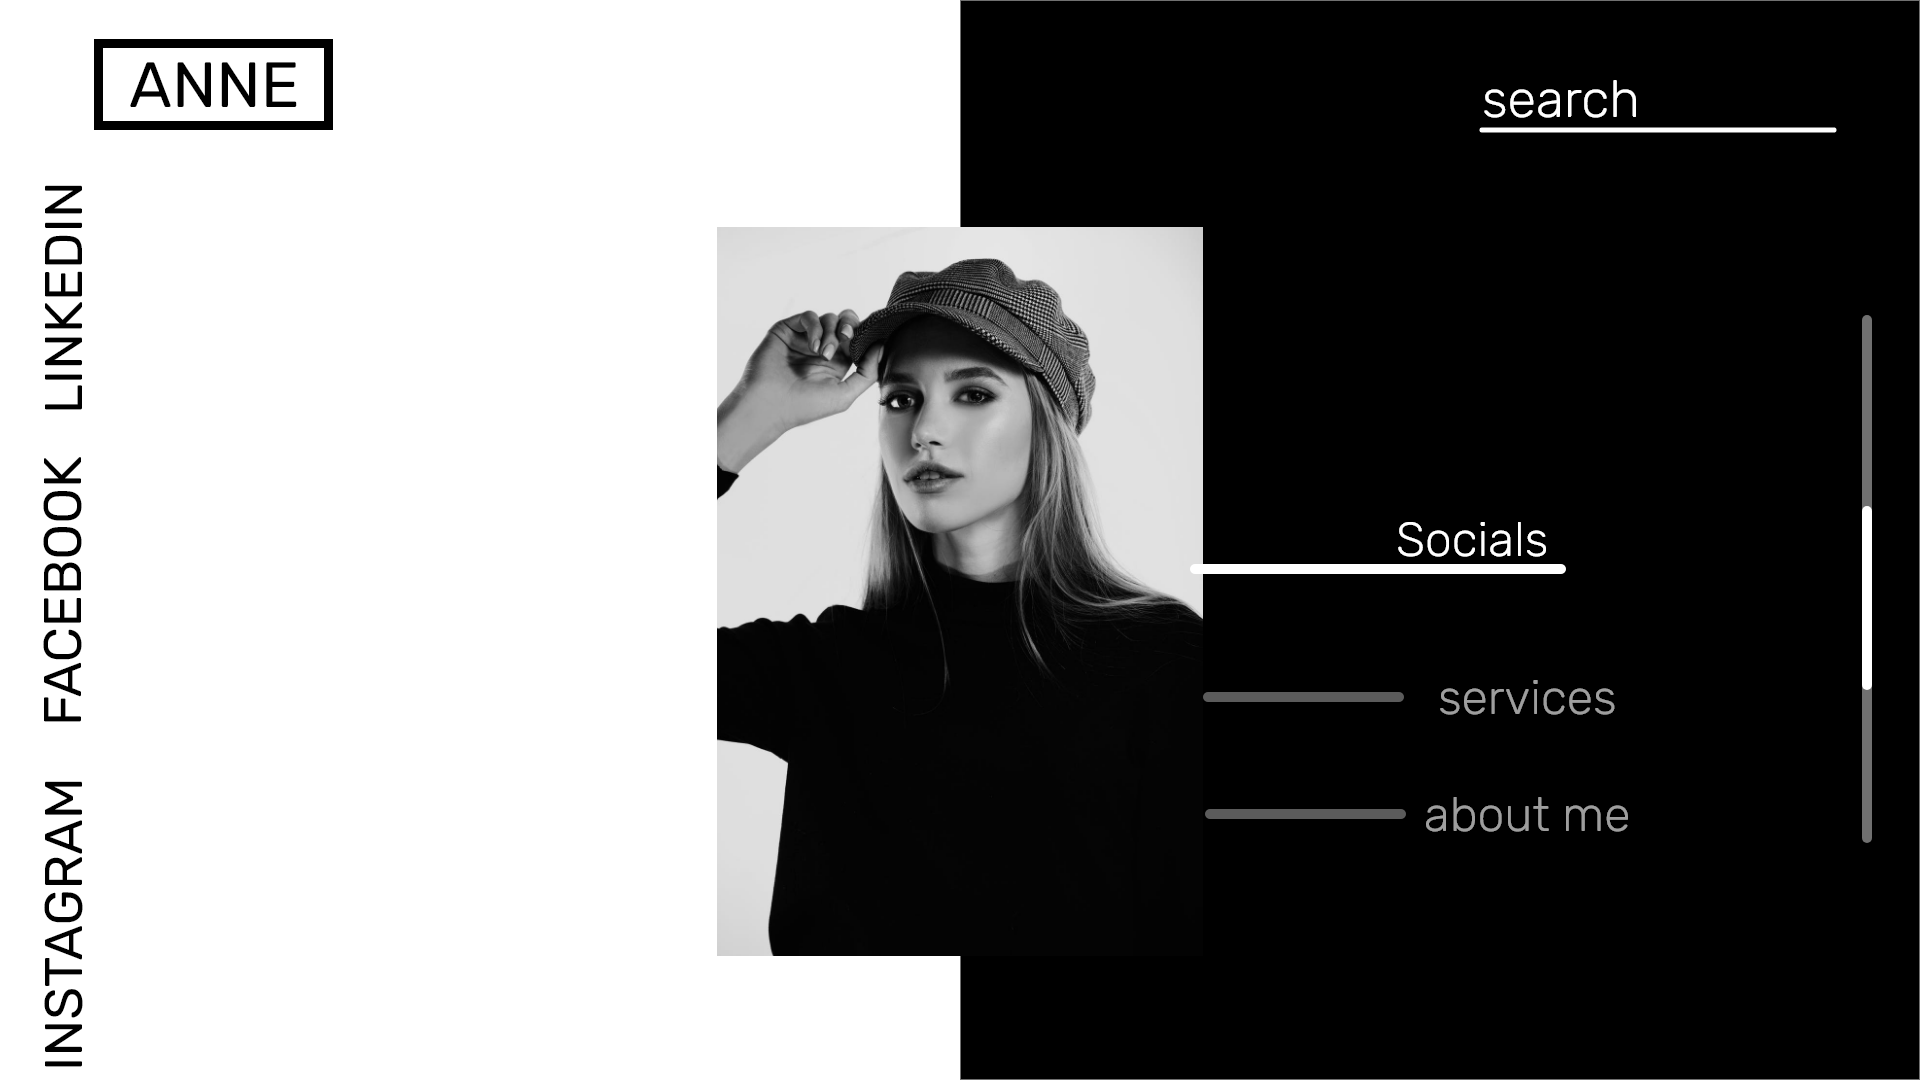 ANNE
search
LINKEDIN
FACEBOOK
INSTAGRAM
Socials
services
about me